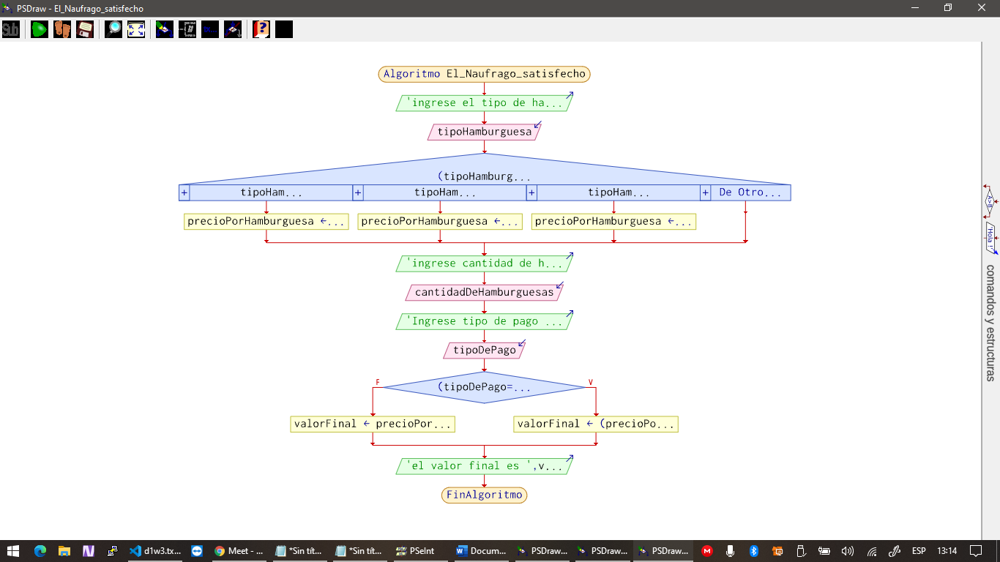 PSDraw - El_Naufrago_satisfecho
Sub
Algoritmo El_Naufrago_satisfecho
'ingrese el tipo de ha...
tipoHamburguesa
(tipoHamburg...
+ tipoHam... + tipoHam... + tipoHam... + De Otro...
precioPorHamburguesa ←... precioPorHamburguesa ←... precioPorHamburguesa ←...
'ingrese cantidad de h...
cantidadDeHamburguesas
'Ingrese tipo de pago ...
tipoDePago
F (tipoDePago=... V
valorFinal ← precioPor... valorFinal ← (precioPo...
'el valor final es ',v...
FinAlgoritmo
A>B
"Hola !"
comandos y estructuras
d1w3.tx... Meet - ... *Sin tít... *Sin tít... PSeInt Docum... PSDraw... PSDraw... PSDraw... ESP 13:14